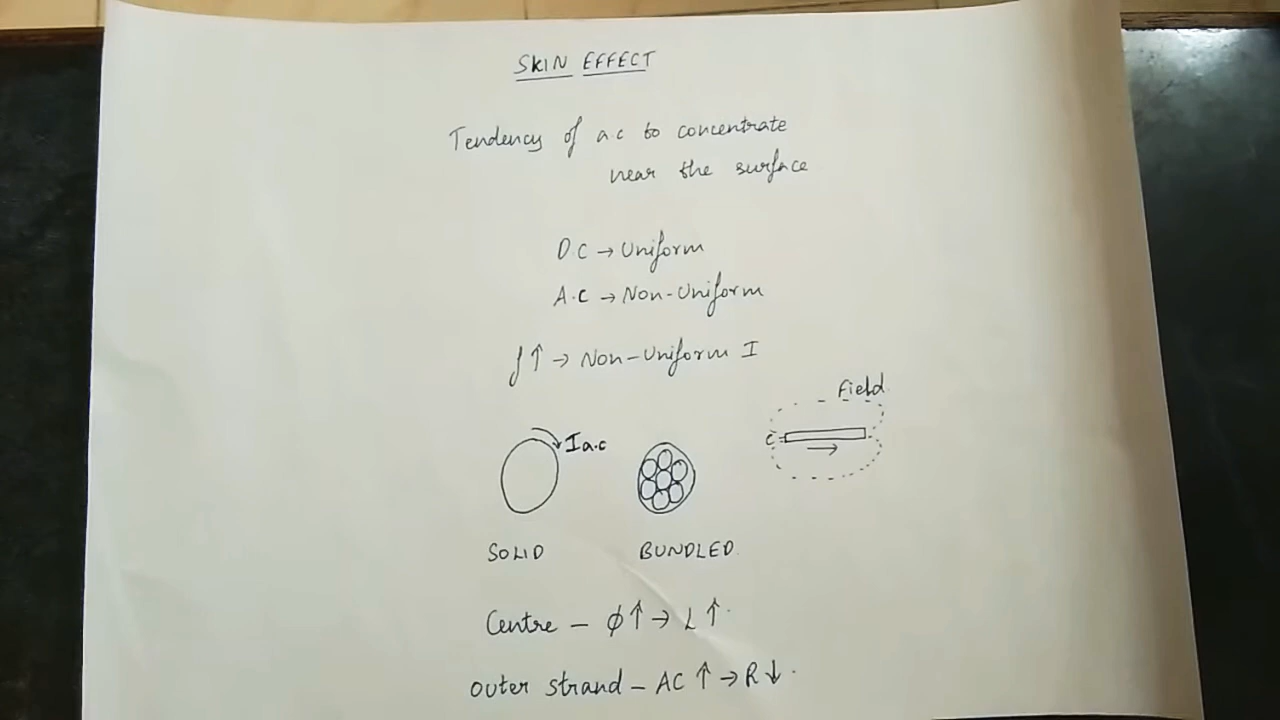 SKIN EFFECT
Tendency of a.c to concentrate
near the surface
D.C → Uniform
A.C → Non-Uniform
f↑ → Non-Uniform I
Field
I a.c
C
SOLID
BUNDLED
Centre - φ↑ → L↑
Outer strand - AC ↑ → R↓